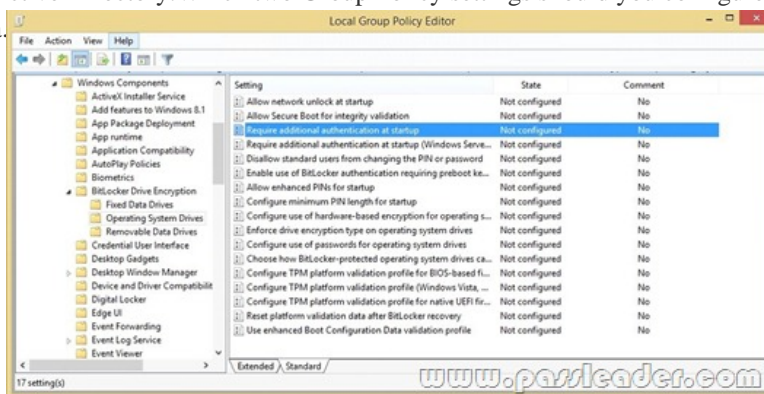 Local Group Policy Editor
File Action View Help
Windows Components
ActiveX Installer Service
Add features to Windows 8.1
App Package Deployment
App runtime
Application Compatibility
AutoPlay Policies
Biometrics
BitLocker Drive Encryption
Fixed Data Drives
Operating System Drives
Removable Data Drives
Credential User Interface
Desktop Gadgets
Desktop Window Manager
Device and Driver Compatibilit
Digital Locker
Edge UI
Event Forwarding
Event Log Service
Event Viewer
Setting State Comment
Allow network unlock at startup Not configured No
Allow Secure Boot for integrity validation Not configured No
Require additional authentication at startup Not configured No
Require additional authentication at startup (Windows Serve... Not configured No
Disallow standard users from changing the PIN or password Not configured No
Enable use of BitLocker authentication requiring preboot ke... Not configured No
Allow enhanced PINs for startup Not configured No
Configure minimum PIN length for startup Not configured No
Configure use of hardware-based encryption for operating s... Not configured No
Enforce drive encryption type on operating system drives Not configured No
Configure use of passwords for operating system drives Not configured No
Choose how BitLocker-protected operating system drives ca... Not configured No
Configure TPM platform validation profile for BIOS-based fi... Not configured No
Configure TPM platform validation profile (Windows Vista, ... Not configured No
Configure TPM platform validation profile for native UEFI fir... Not configured No
Reset platform validation data after BitLocker recovery Not configured No
Use enhanced Boot Configuration Data validation profile Not configured No
Extended Standard
17 setting(s)
www.passleader.com